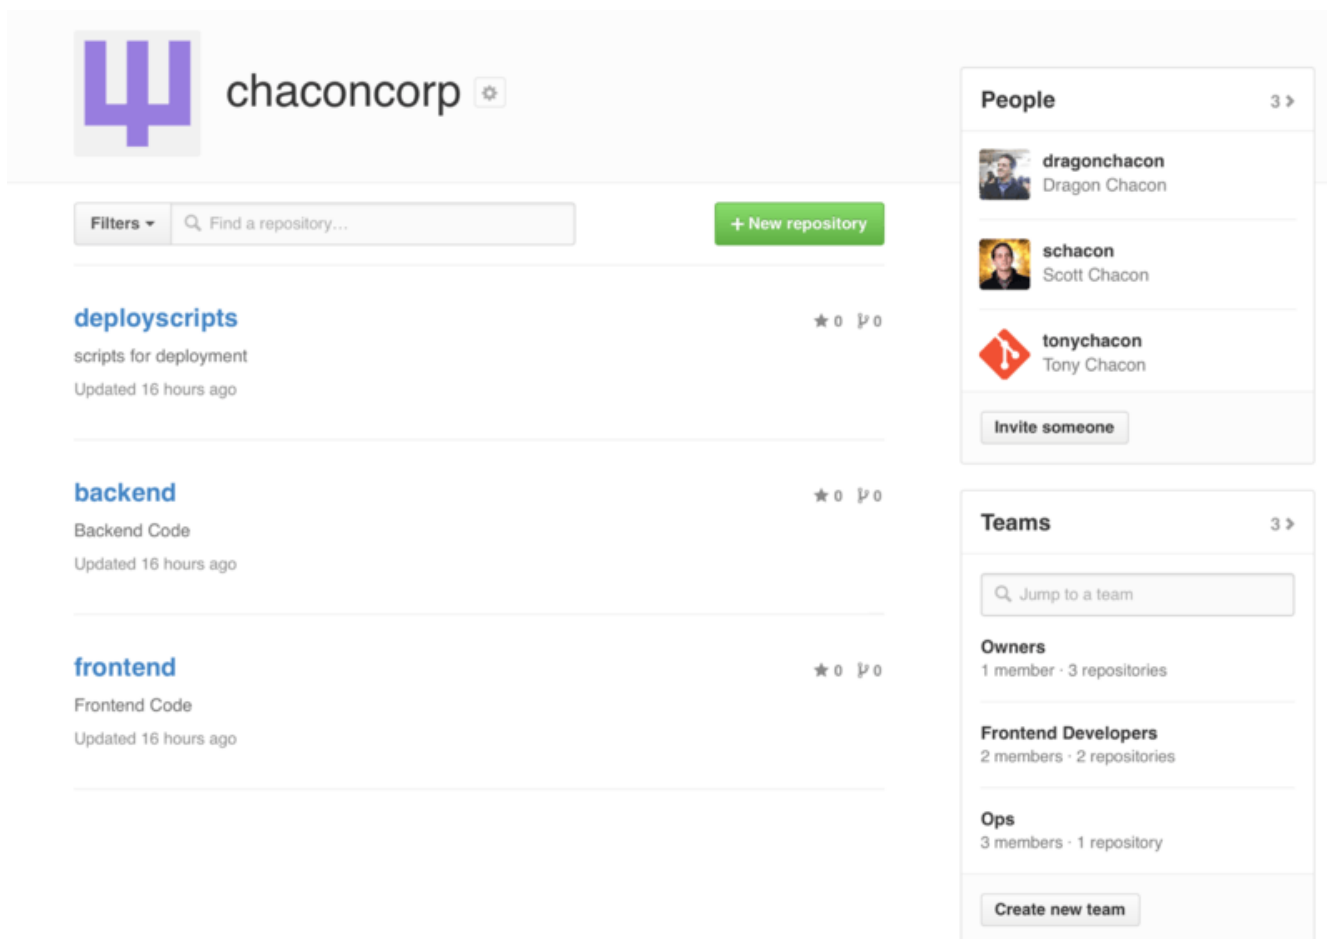 chaconcorp
Filters
Find a repository...
+ New repository
deployscripts
0 0
scripts for deployment
Updated 16 hours ago
backend
0 0
Backend Code
Updated 16 hours ago
frontend
0 0
Frontend Code
Updated 16 hours ago
People 3
dragonchacon
Dragon Chacon
schacon
Scott Chacon
tonychacon
Tony Chacon
Invite someone
Teams 3
Jump to a team
Owners
1 member · 3 repositories
Frontend Developers
2 members · 2 repositories
Ops
3 members · 1 repository
Create new team